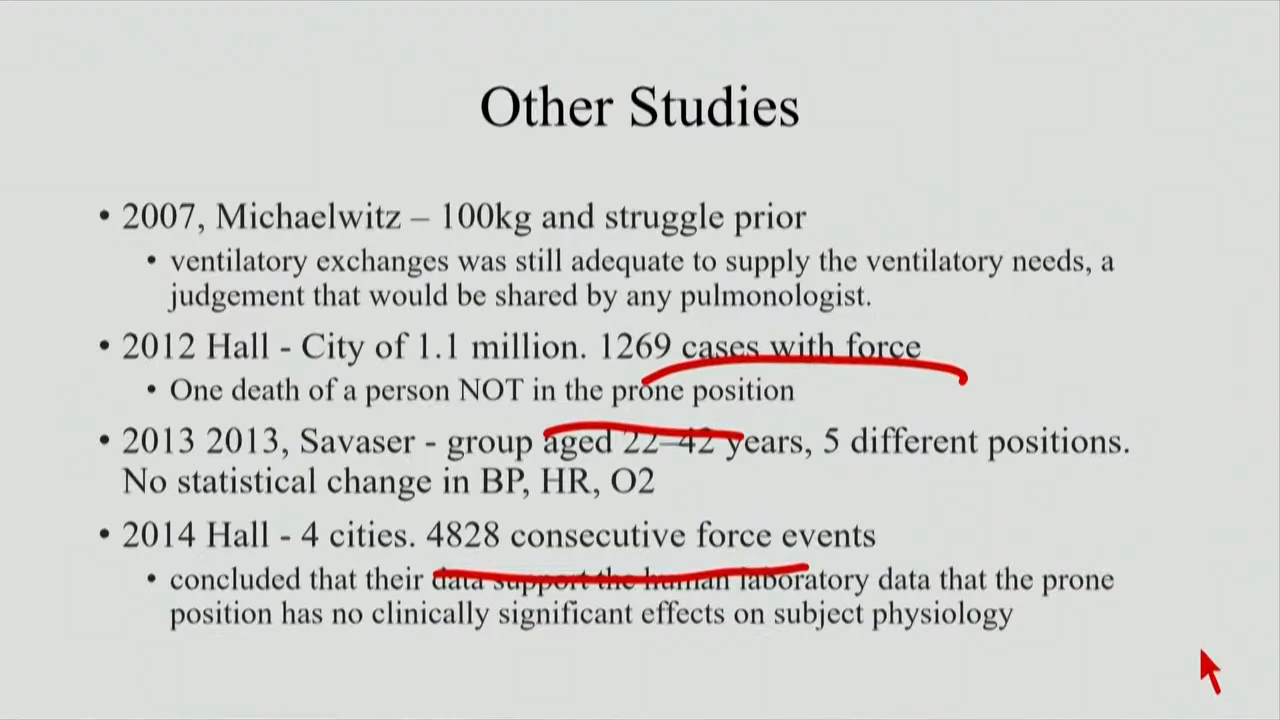 Other Studies
• 2007, Michaelwitz – 100kg and struggle prior
• ventilatory exchanges was still adequate to supply the ventilatory needs, a
judgement that would be shared by any pulmonologist.
• 2012 Hall - City of 1.1 million. 1269 cases with force
• One death of a person NOT in the prone position
• 2013 2013, Savaser - group aged 22–42 years, 5 different positions.
No statistical change in BP, HR, O2
• 2014 Hall - 4 cities. 4828 consecutive force events
• concluded that their data support the human laboratory data that the prone
position has no clinically significant effects on subject physiology